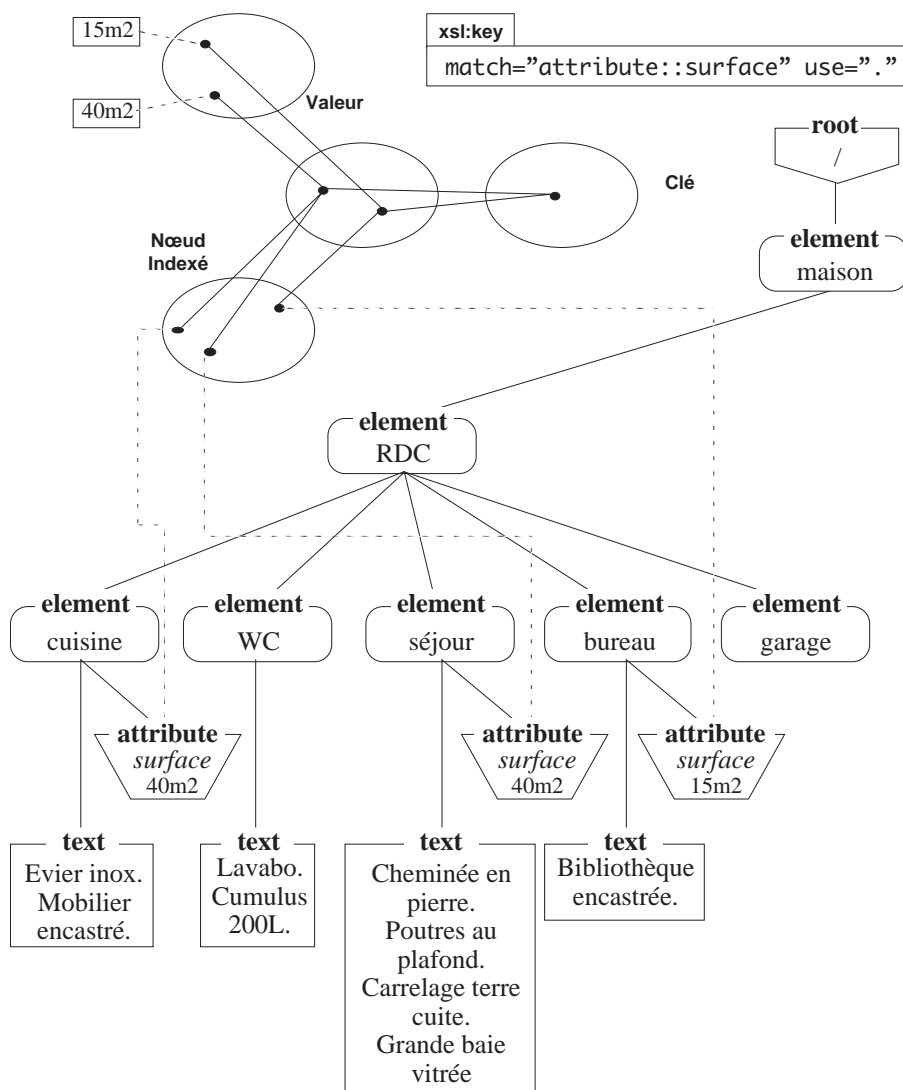 15m2
xsl:key
match=”attribute::surface” use=”.”
40m2
Valeur
root
/
Clé
Nœud
Indexé
element
maison
element
RDC
element
cuisine
element
WC
element
séjour
element
bureau
element
garage
attribute
surface
40m2
attribute
surface
40m2
attribute
surface
15m2
text
Evier inox.
Mobilier
encastré.
text
Lavabo.
Cumulus
200L.
text
Cheminée en
pierre.
Poutres au
plafond.
Carrelage terre
cuite.
Grande baie
vitrée
text
Bibliothèque
encastrée.